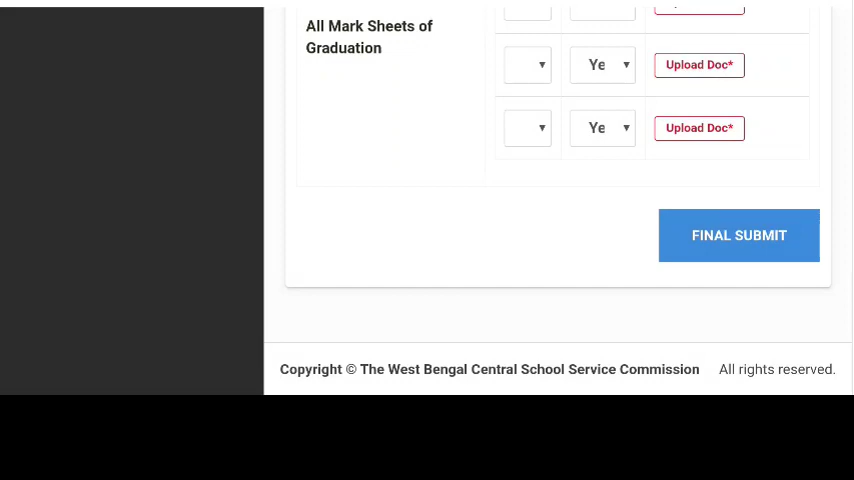 All Mark Sheets of
Graduation
Ye
Upload Doc*
Ye
Upload Doc*
FINAL SUBMIT
Copyright © The West Bengal Central School Service Commission All rights reserved.